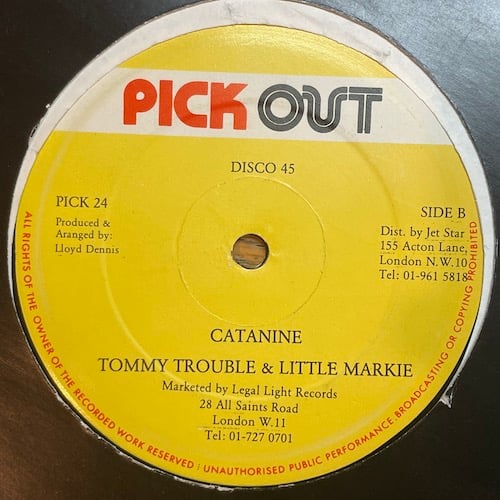 PICK OUT
DISCO 45
PICK 24
SIDE B
Produced &
Aranged by:
Lloyd Dennis
Dist. by Jet Star
155 Acton Lane,
London N.W.10
Tel: 01-961 5818
CATANINE
TOMMY TROUBLE & LITTLE MARKIE
Marketed by Legal Light Records
28 All Saints Road
London W.11
Tel: 01-727 0701
ALL RIGHTS OF THE OWNER OF THE RECORDED WORK RESERVED : UNAUTHORISED PUBLIC PERFORMANCE. BROADCASTING OR COPYING PROHIBITED